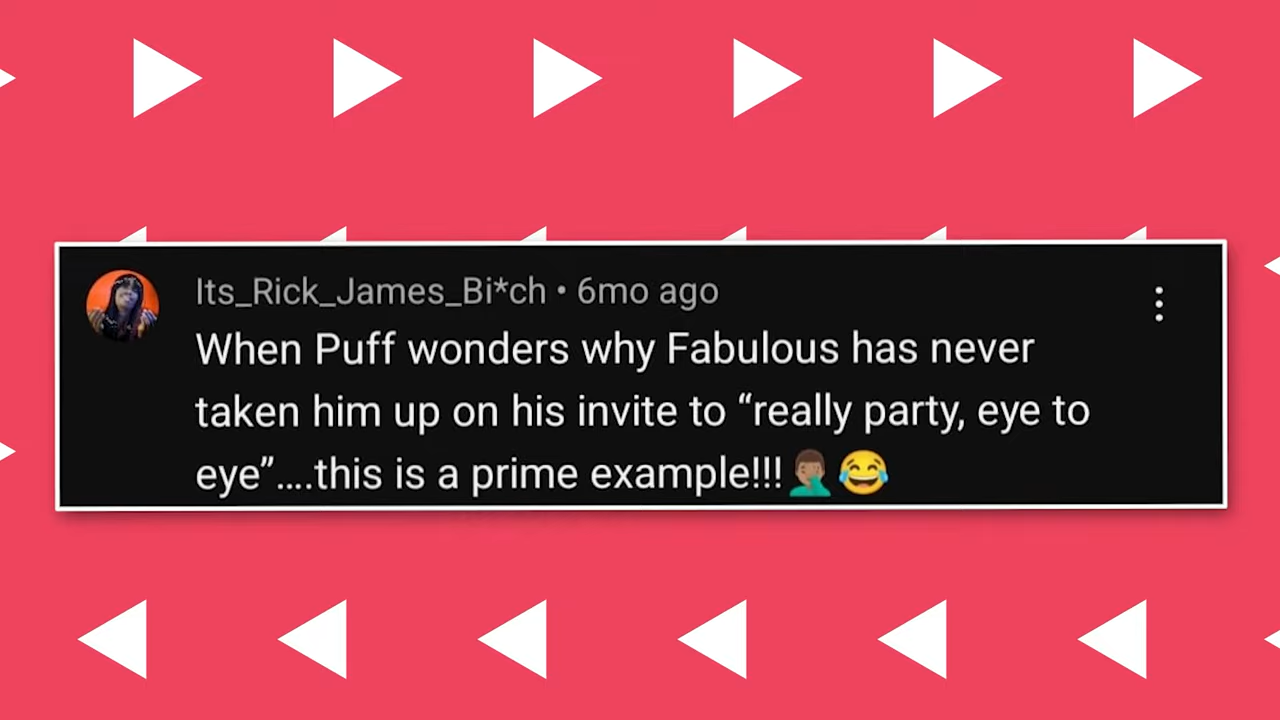 Its_Rick_James_Bi*ch • 6mo ago
When Puff wonders why Fabulous has never
taken him up on his invite to “really party, eye to
eye”....this is a prime example!!!🤦🏽‍♂️😂